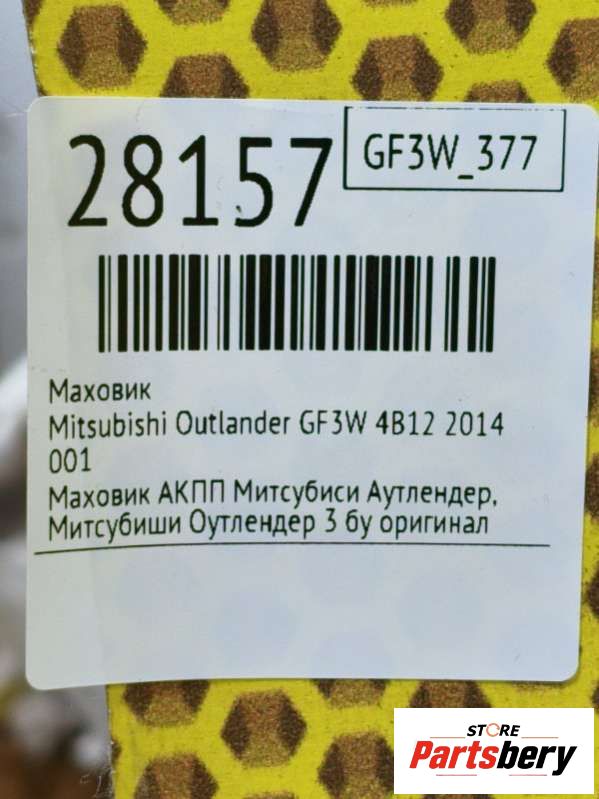 28157
GF3W_377
Маховик
Mitsubishi Outlander GF3W 4B12 2014
001
Маховик АКПП Митсубиси Аутлендер,
Митсубиши Оутлендер 3 бу оригинал
STORE
Partsbery